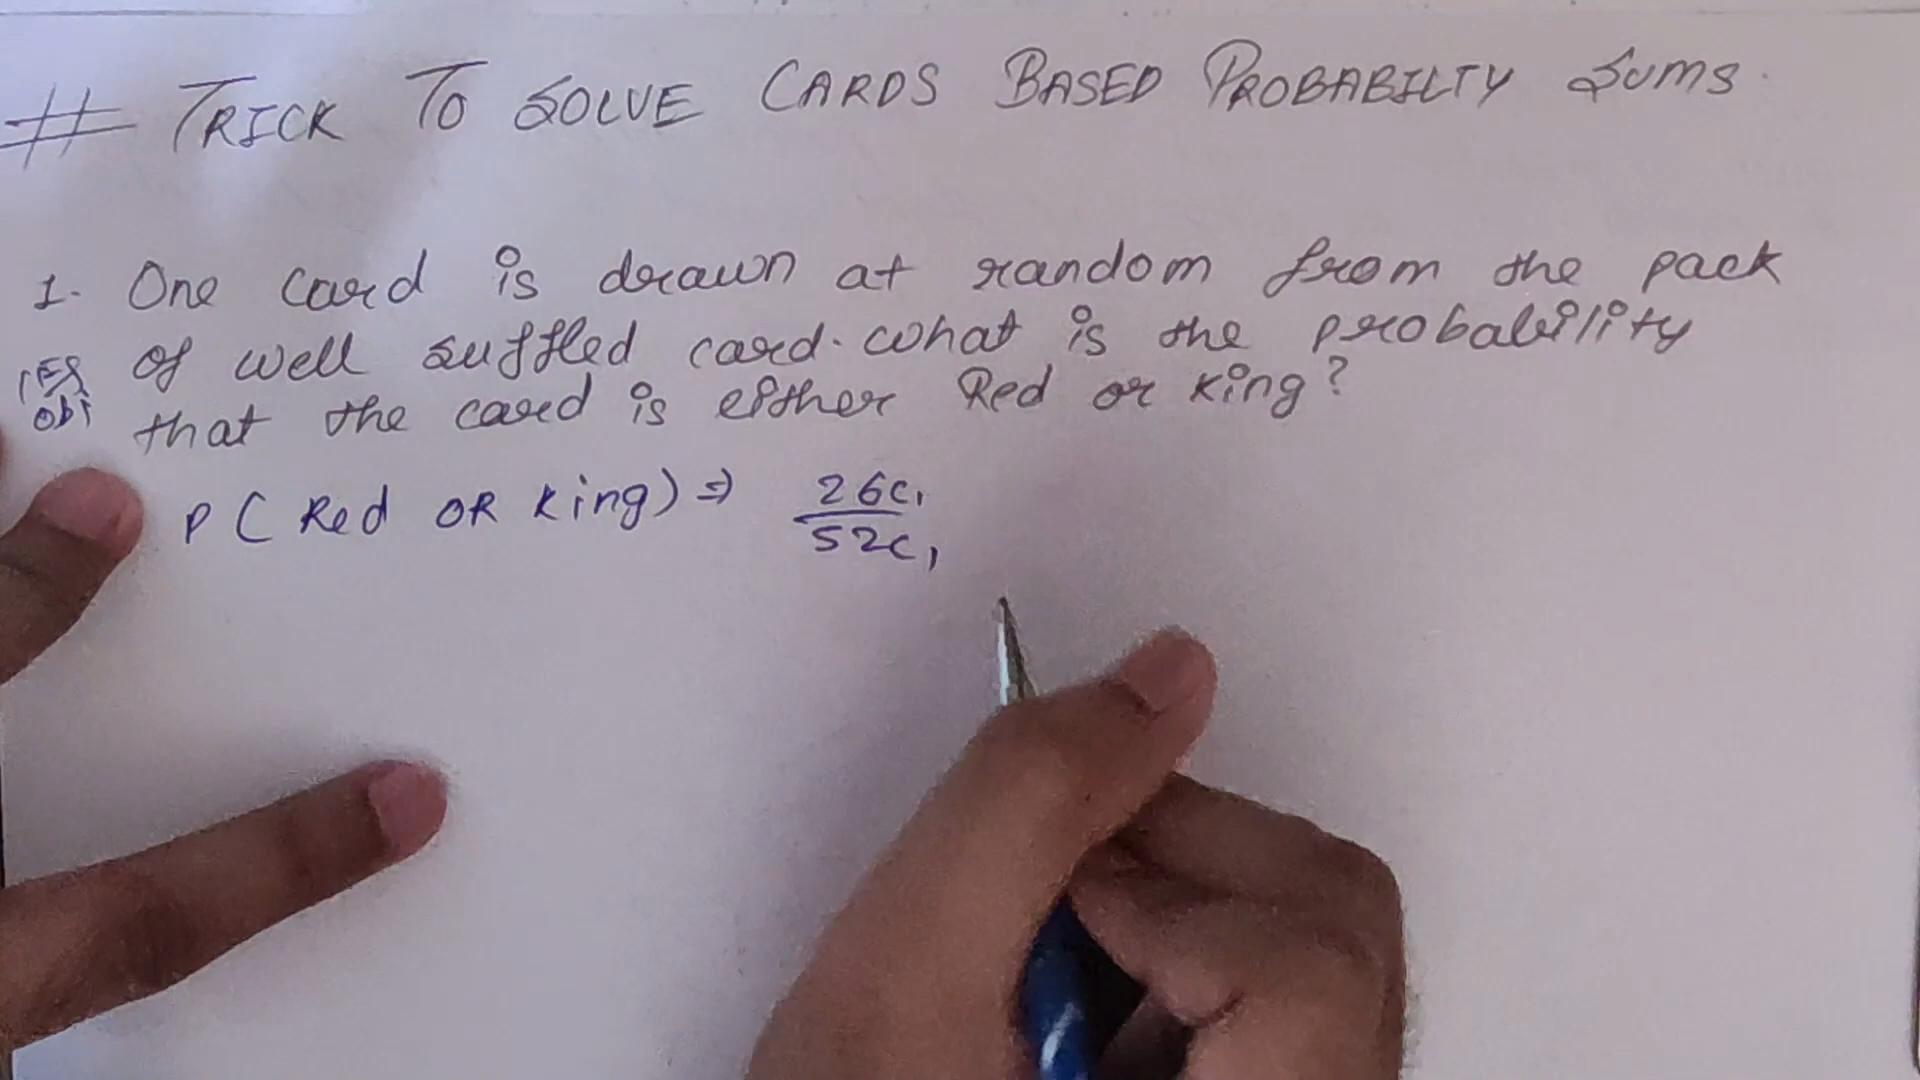 # TRICK TO SOLVE CARDS BASED PROBABILTY SUMS.
1. One card is drawn at random from the pack
of well suffled card. what is the probability
that the card is either Red or King?
IES
obj
P ( Red OR King) ⇒ 26C₁
52C₁